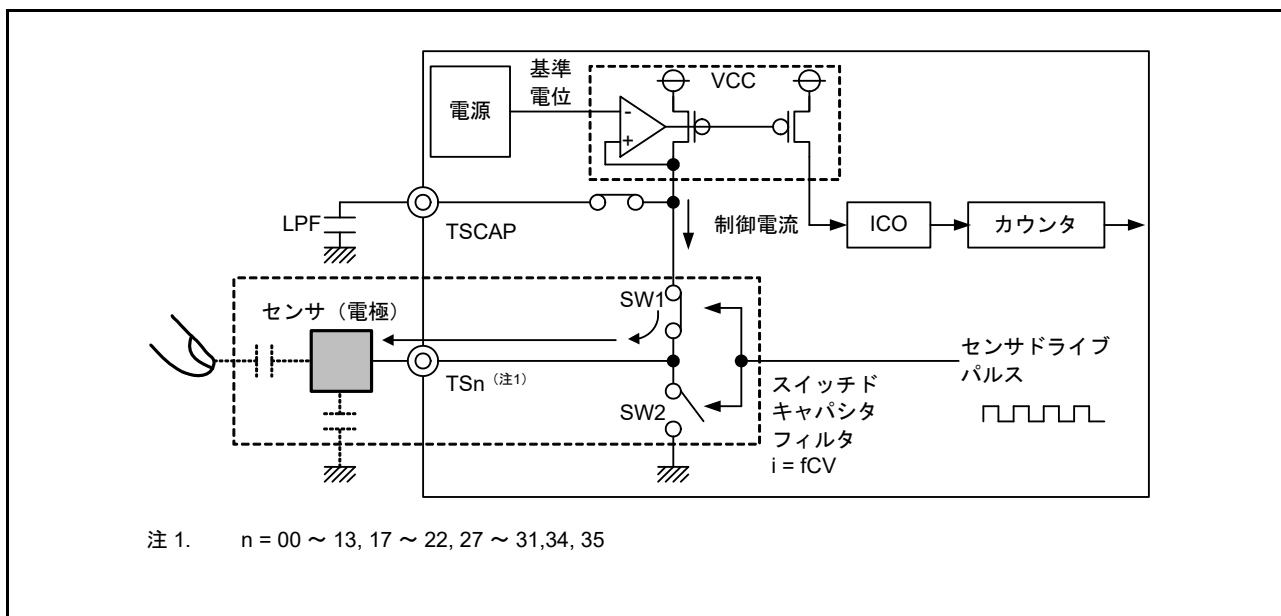 基準
電位
VCC
電源
-
+
LPF
TSCAP
制御電流
ICO
カウンタ
センサ（電極）
SW1
TSn（注1）
SW2
スイッチド
キャパシタ
フィルタ
i = fCV
センサドライブ
パルス
注 1. n = 00 ～ 13, 17 ～ 22, 27 ～ 31,34, 35